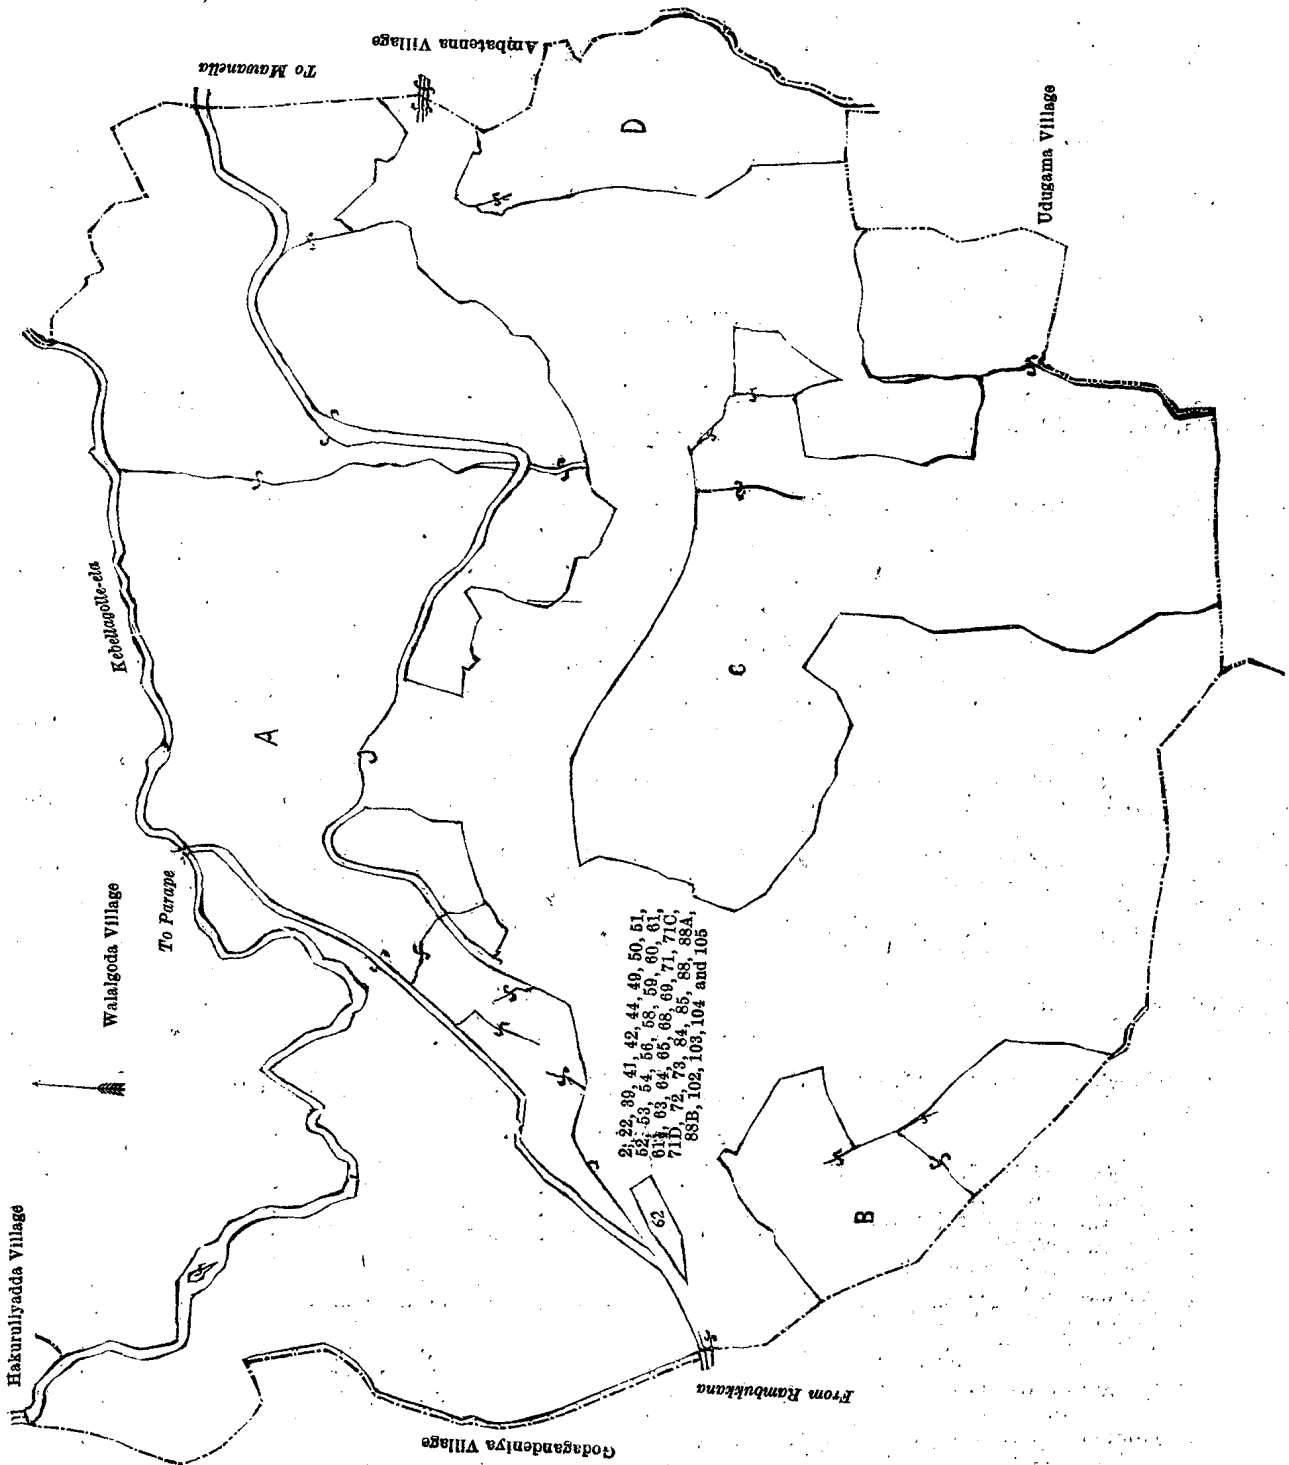 Hakuruliyadda Village
Walalgoda Village
To Parape
Kebellagolle-ela
To Mawanella
Ambatenna Village
Udugama Village
Godagandeniya Village
From Rambukkana
A
B
C
D
62
2, 22, 39, 41, 42, 44, 49, 50, 51,
52, 53, 54, 56, 58, 59, 60, 61,
63, 64, 65, 68, 69, 71, 71C,
71D, 72, 73, 84, 85, 88, 88A,
88B, 102, 103, 104 and 105